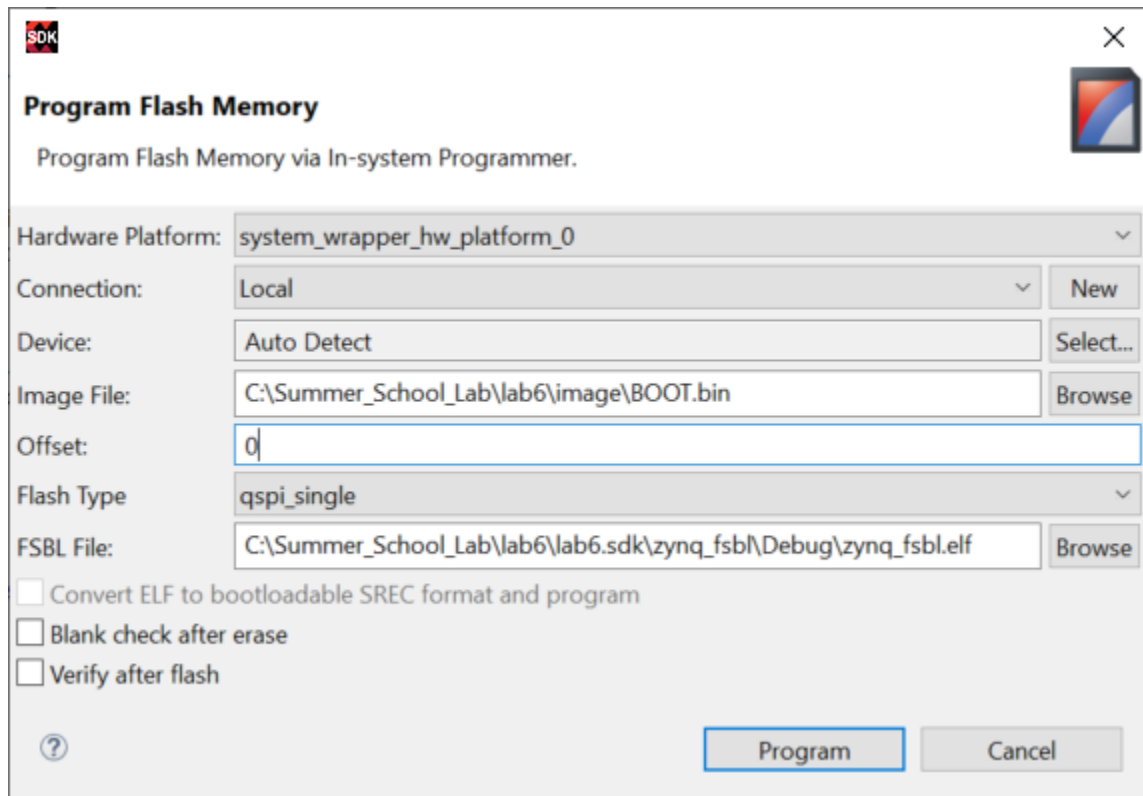 SDK
Program Flash Memory
Program Flash Memory via In-system Programmer.
Hardware Platform: system_wrapper_hw_platform_0
Connection: Local New
Device: Auto Detect Select...
Image File: C:\Summer_School_Lab\lab6\image\BOOT.bin Browse
Offset: 0
Flash Type qspi_single
FSBL File: C:\Summer_School_Lab\lab6\lab6.sdk\zynq_fsbl\Debug\zynq_fsbl.elf Browse
Convert ELF to bootloadable SREC format and program
Blank check after erase
Verify after flash
? Program Cancel